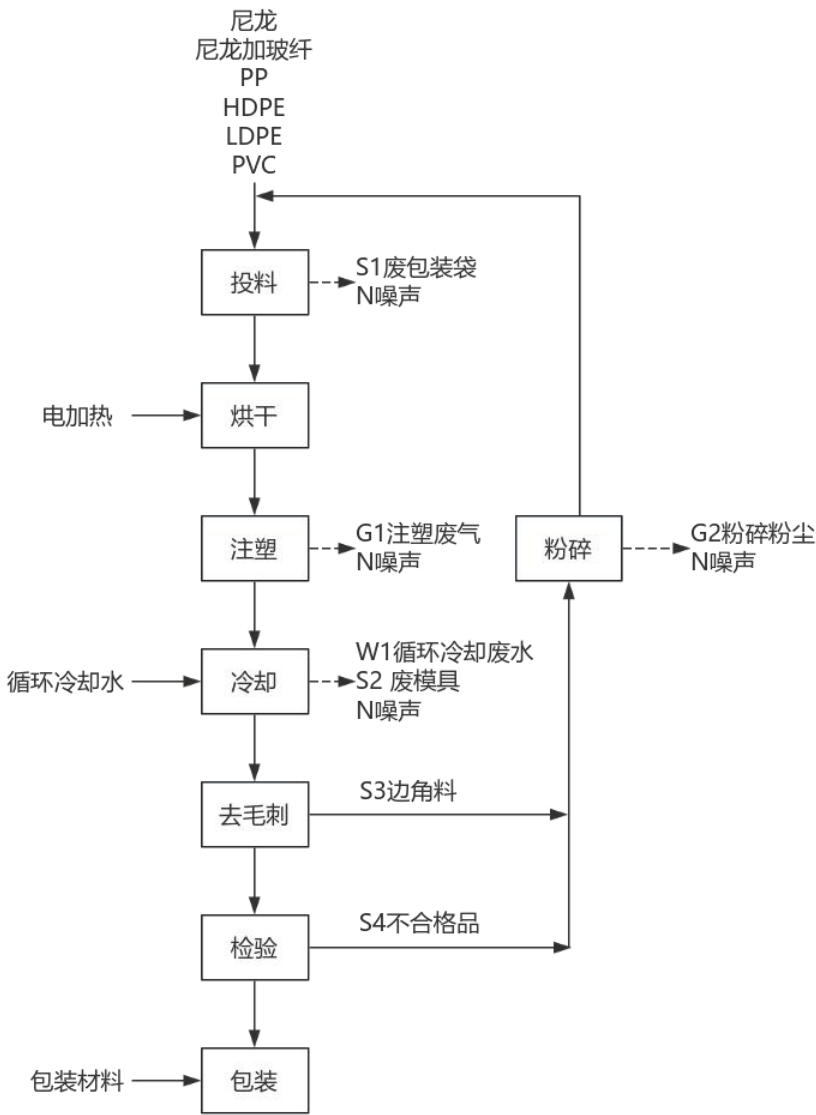 尼龙
尼龙加玻纤
PP
HDPE
LDPE
PVC
投料
S1废包装袋
N噪声
电加热
烘干
注塑
G1注塑废气
N噪声
粉碎
G2粉碎粉尘
N噪声
循环冷却水
冷却
W1循环冷却废水
S2 废模具
N噪声
去毛刺
S3边角料
检验
S4不合格品
包装材料
包装